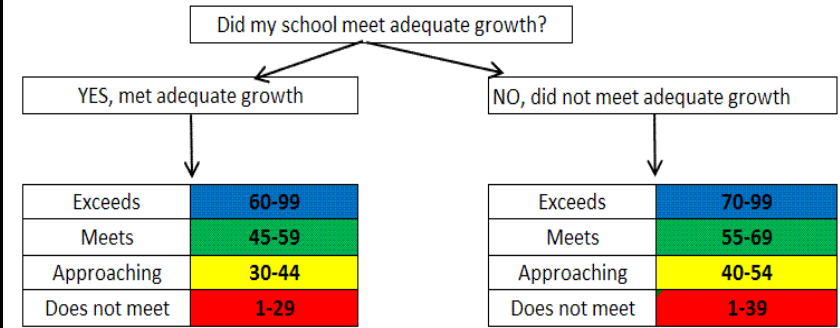 Did my school meet adequate growth?
YES, met adequate growth
NO, did not meet adequate growth
Exceeds 60-99
Meets 45-59
Approaching 30-44
Does not meet 1-29
Exceeds 70-99
Meets 55-69
Approaching 40-54
Does not meet 1-39